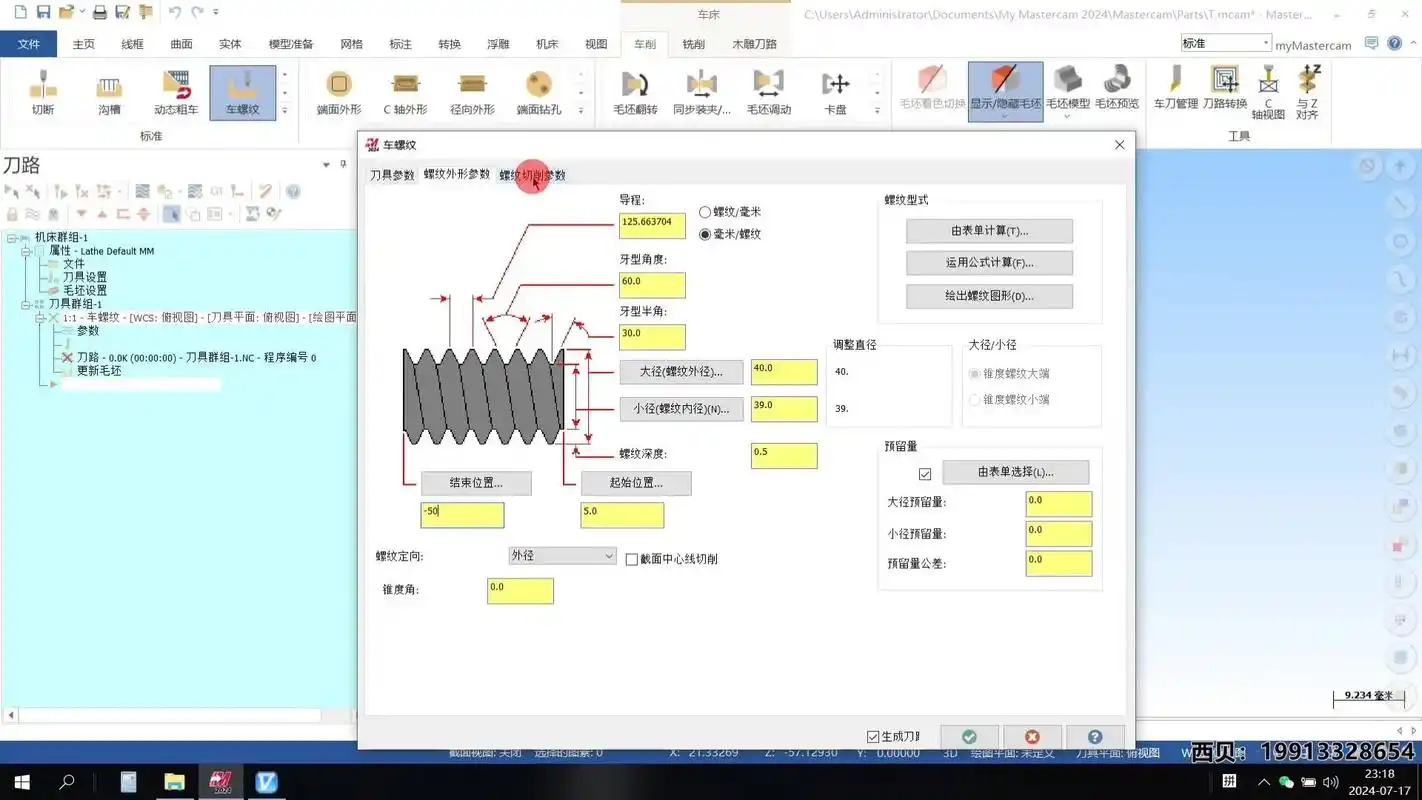 车床
C:\Users\Administrator\Documents\My Mastercam 2024\Mastercam\Parts\T.mcam* - Master...
文件 主页 线框 曲面 实体 模型准备 网格 标注 转换 浮雕 机床 视图 车削 铣削 木雕刀路
标准 myMastercam
切断 沟槽 动态粗车 车螺纹 端面外形 C 轴外形 径向外形 端面钻孔 毛坯翻转 同步装夹/... 毛坯调动 卡盘 毛坯着色切换 显示/隐藏毛坯 毛坯模型 毛坯预览 车刀管理 刀路转换 C 轴视图 与 Z 对齐
标准 工具
刀路
机床群组-1
属性 - Lathe Default MM
文件
刀具设置
毛坯设置
刀具群组-1
1:1 - 车螺纹 - [WCS: 俯视图] - [刀具平面: 俯视图] - [绘图平面
参数
刀路 - 0.0K (00:00:00) - 刀具群组-1.NC - 程序编号 0
更新毛坯
车螺纹
刀具参数 螺纹外形参数 螺纹切削参数
导程:
125.663704
螺纹/毫米
毫米/螺纹
牙型角度:
60.0
牙型半角:
30.0
大径(螺纹外径)... 40.0
小径(螺纹内径)(N)... 39.0
螺纹深度: 0.5
结束位置... 起始位置...
-50 5.0
螺纹定向: 外径 截面中心线切削
锥度角: 0.0
螺纹型式
由表单计算(T)...
运用公式计算(F)...
绘出螺纹图形(D)...
调整直径
40.
39.
大径/小径
锥度螺纹大端
锥度螺纹小端
预留量
由表单选择(L)...
大径预留量: 0.0
小径预留量: 0.0
预留量公差: 0.0
生成刀
9.234 毫米
截面视图: 关闭 选择的图素: 0 X: 21.33269 Z: -57.12930 Y: 0.00000 3D 绘图平面: 未定义 刀具平面: 俯视图 W
西贝: 19913328654
拼
23:18
2024-07-17